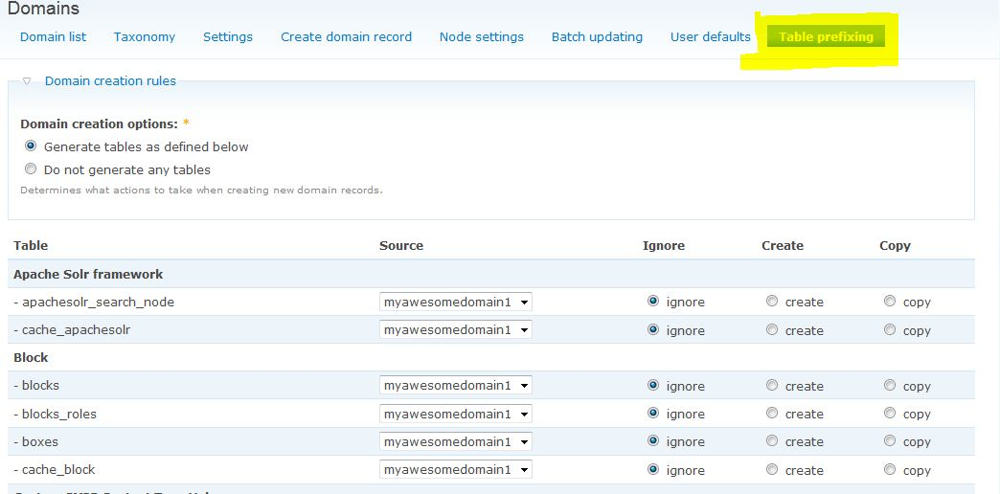 Domains
Domain list Taxonomy Settings Create domain record Node settings Batch updating User defaults Table prefixing
Domain creation rules
Domain creation options: *
Generate tables as defined below
Do not generate any tables
Determines what actions to take when creating new domain records.
Table Source Ignore Create Copy
Apache Solr framework
- apachesolr_search_node myawesomedomain1 ignore create copy
- cache_apachesolr myawesomedomain1 ignore create copy
Block
- blocks myawesomedomain1 ignore create copy
- blocks_roles myawesomedomain1 ignore create copy
- boxes myawesomedomain1 ignore create copy
- cache_block myawesomedomain1 ignore create copy